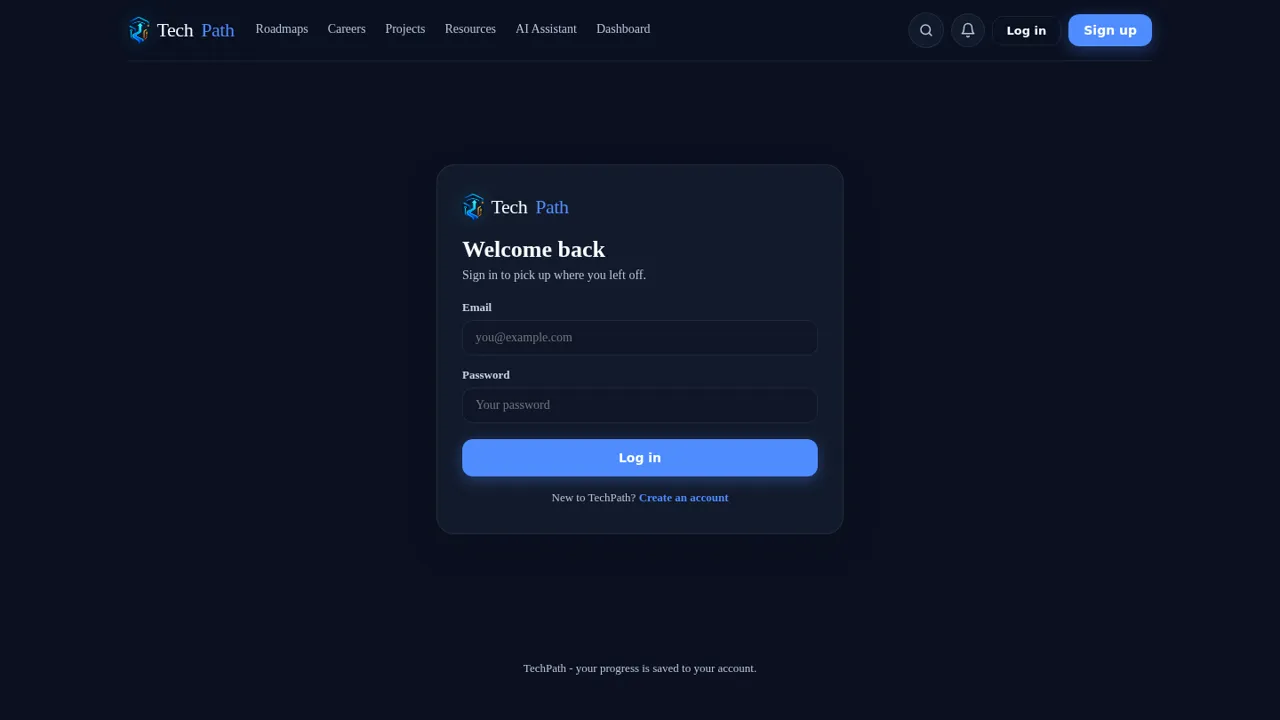 Tech Path Roadmaps Careers Projects Resources AI Assistant Dashboard Log in Sign up
Tech Path
Welcome back
Sign in to pick up where you left off.
Email
you@example.com
Password
Your password
Log in
New to TechPath? Create an account
TechPath - your progress is saved to your account.